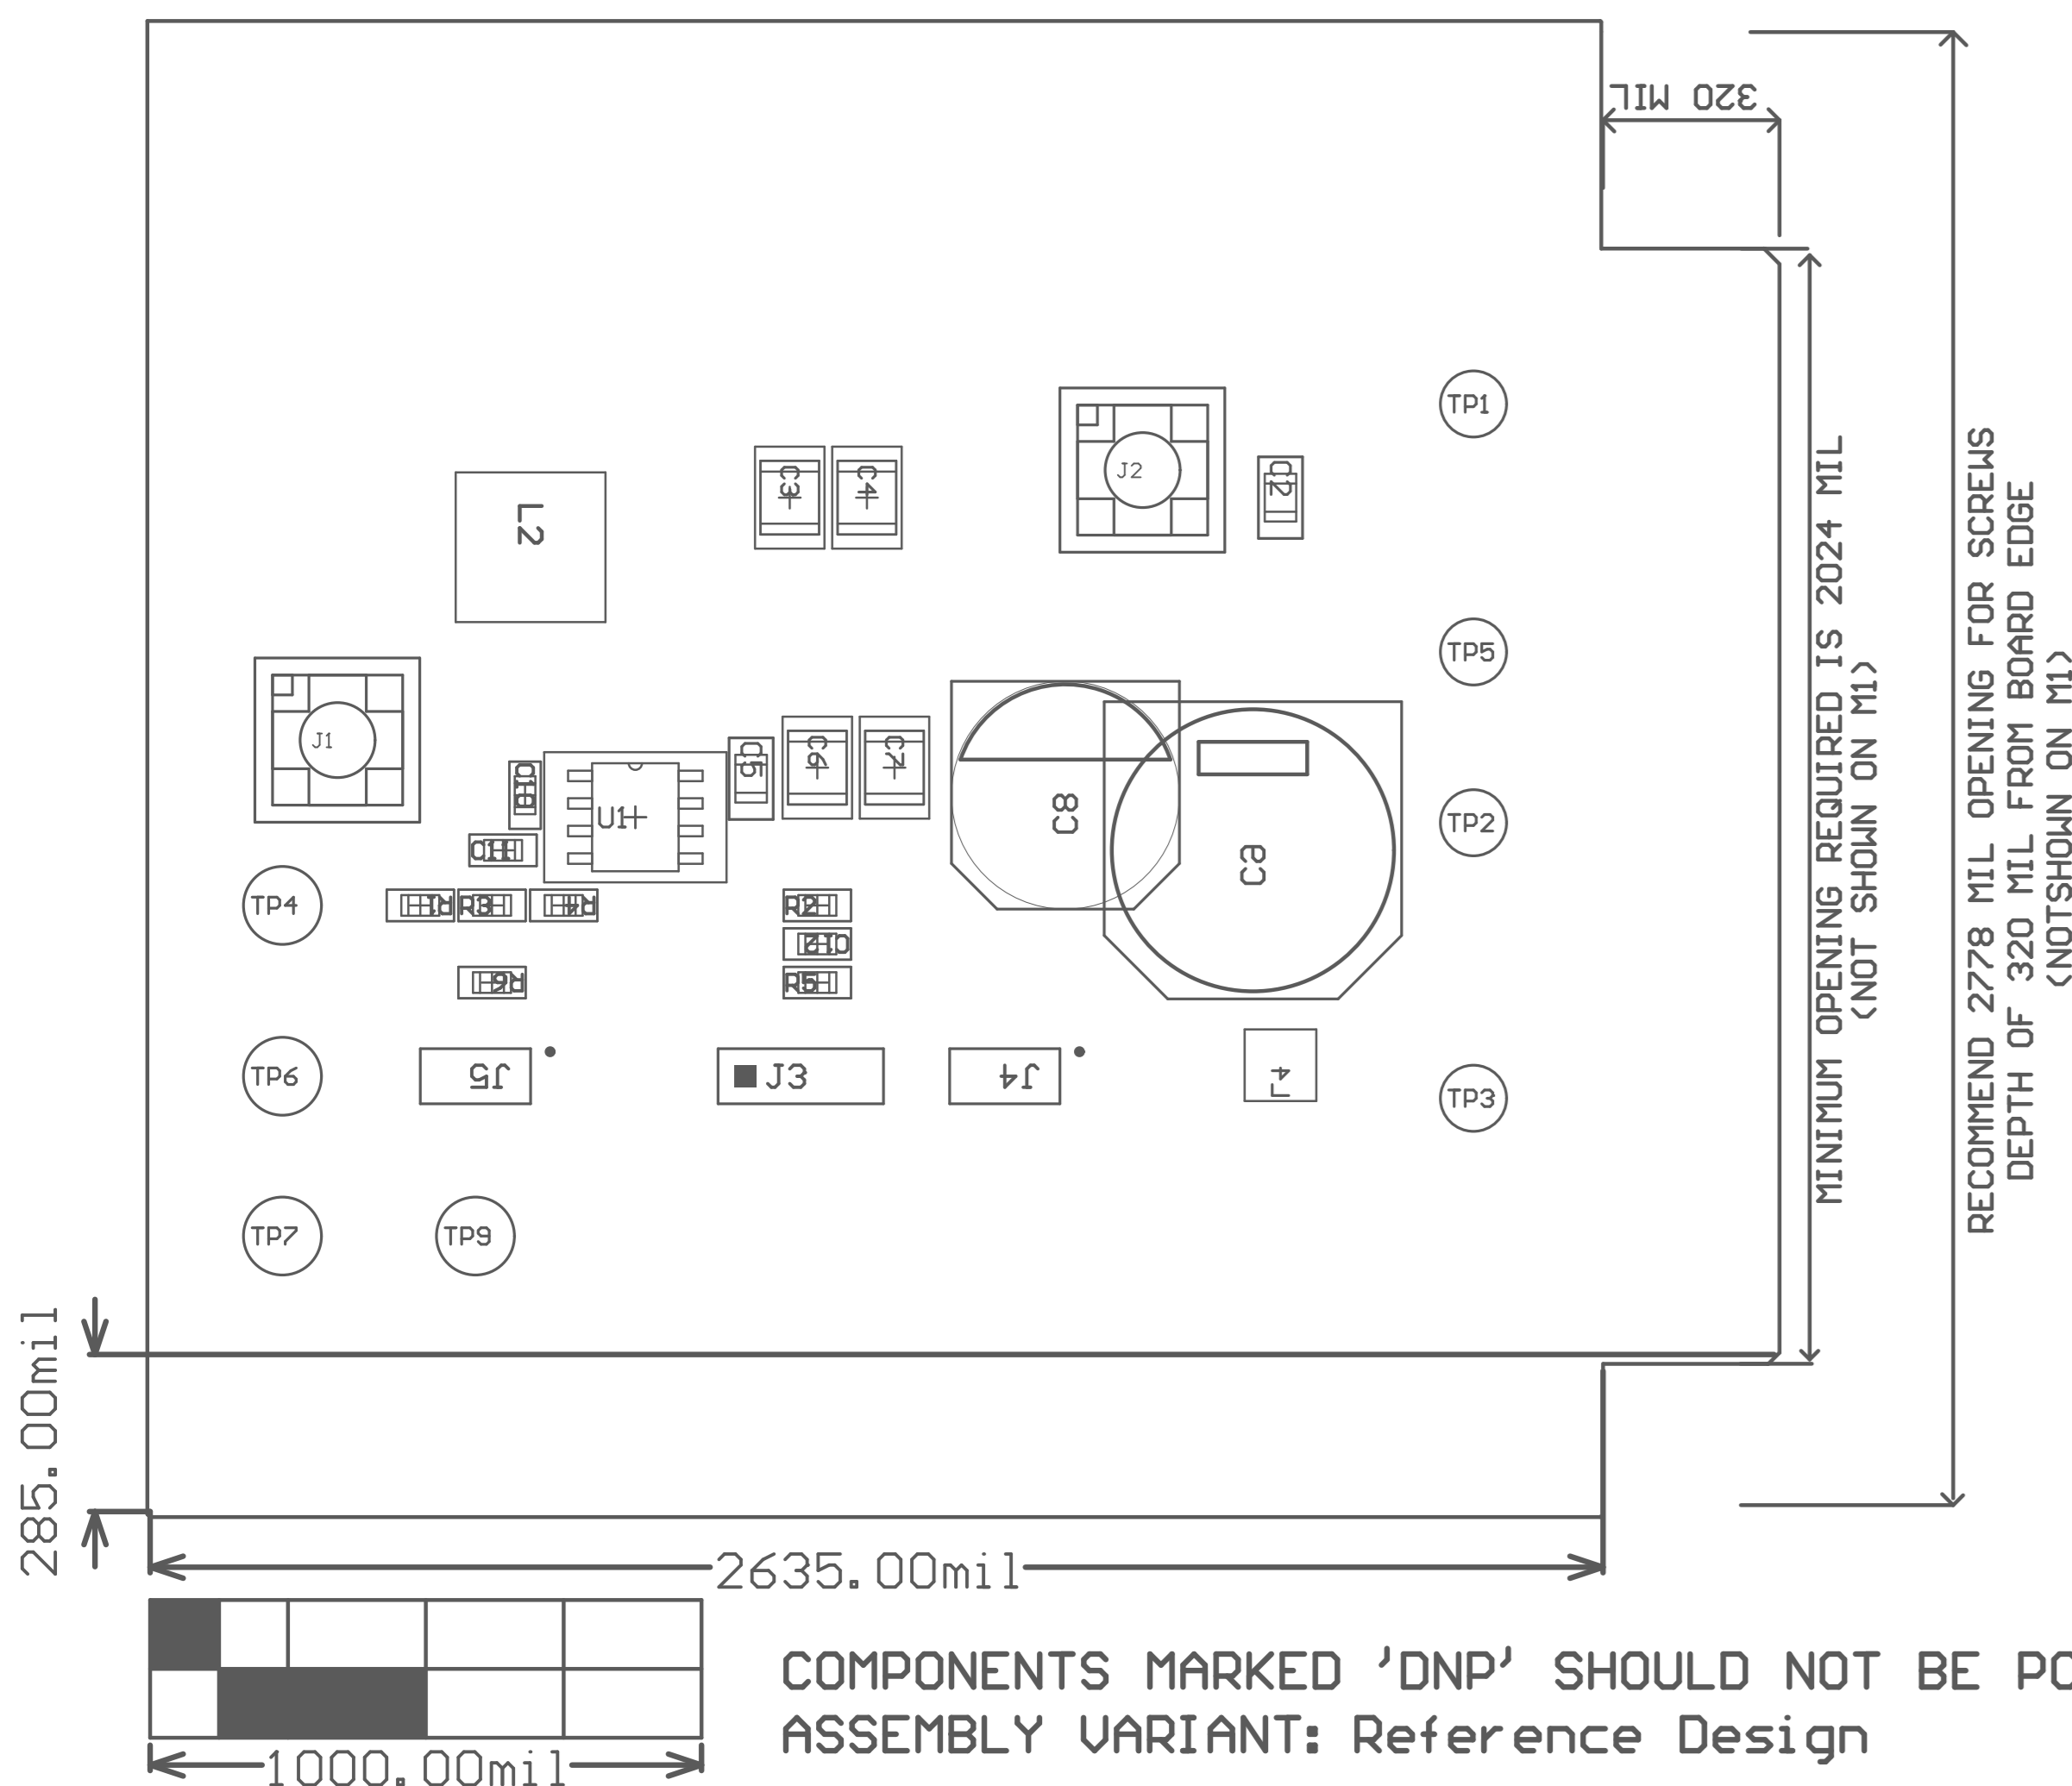 320 MIL
TP1
J2
C3
C4
C2
L2
TP5
J1
C5
C6
C7
C8
C9
U1
C11
TP2
TP4
R1
R3
R4
R2
C12
R5
R6
TP6
J5
J3
J4
L4
TP3
TP7
TP9
MINIMUM OPENING REQUIRED IS 2024 MIL
(NOT SHOWN ON M1)
RECOMMEND 2778 MIL OPENING FOR SCREWS
DEPTH OF 320 MIL FROM BOARD EDGE
(NOTSHOWN ON M1)
285.00mil
2635.00mil
COMPONENTS MARKED 'DNP' SHOULD NOT BE
ASSEMBLY VARIANT: Reference Design
1000.00mil